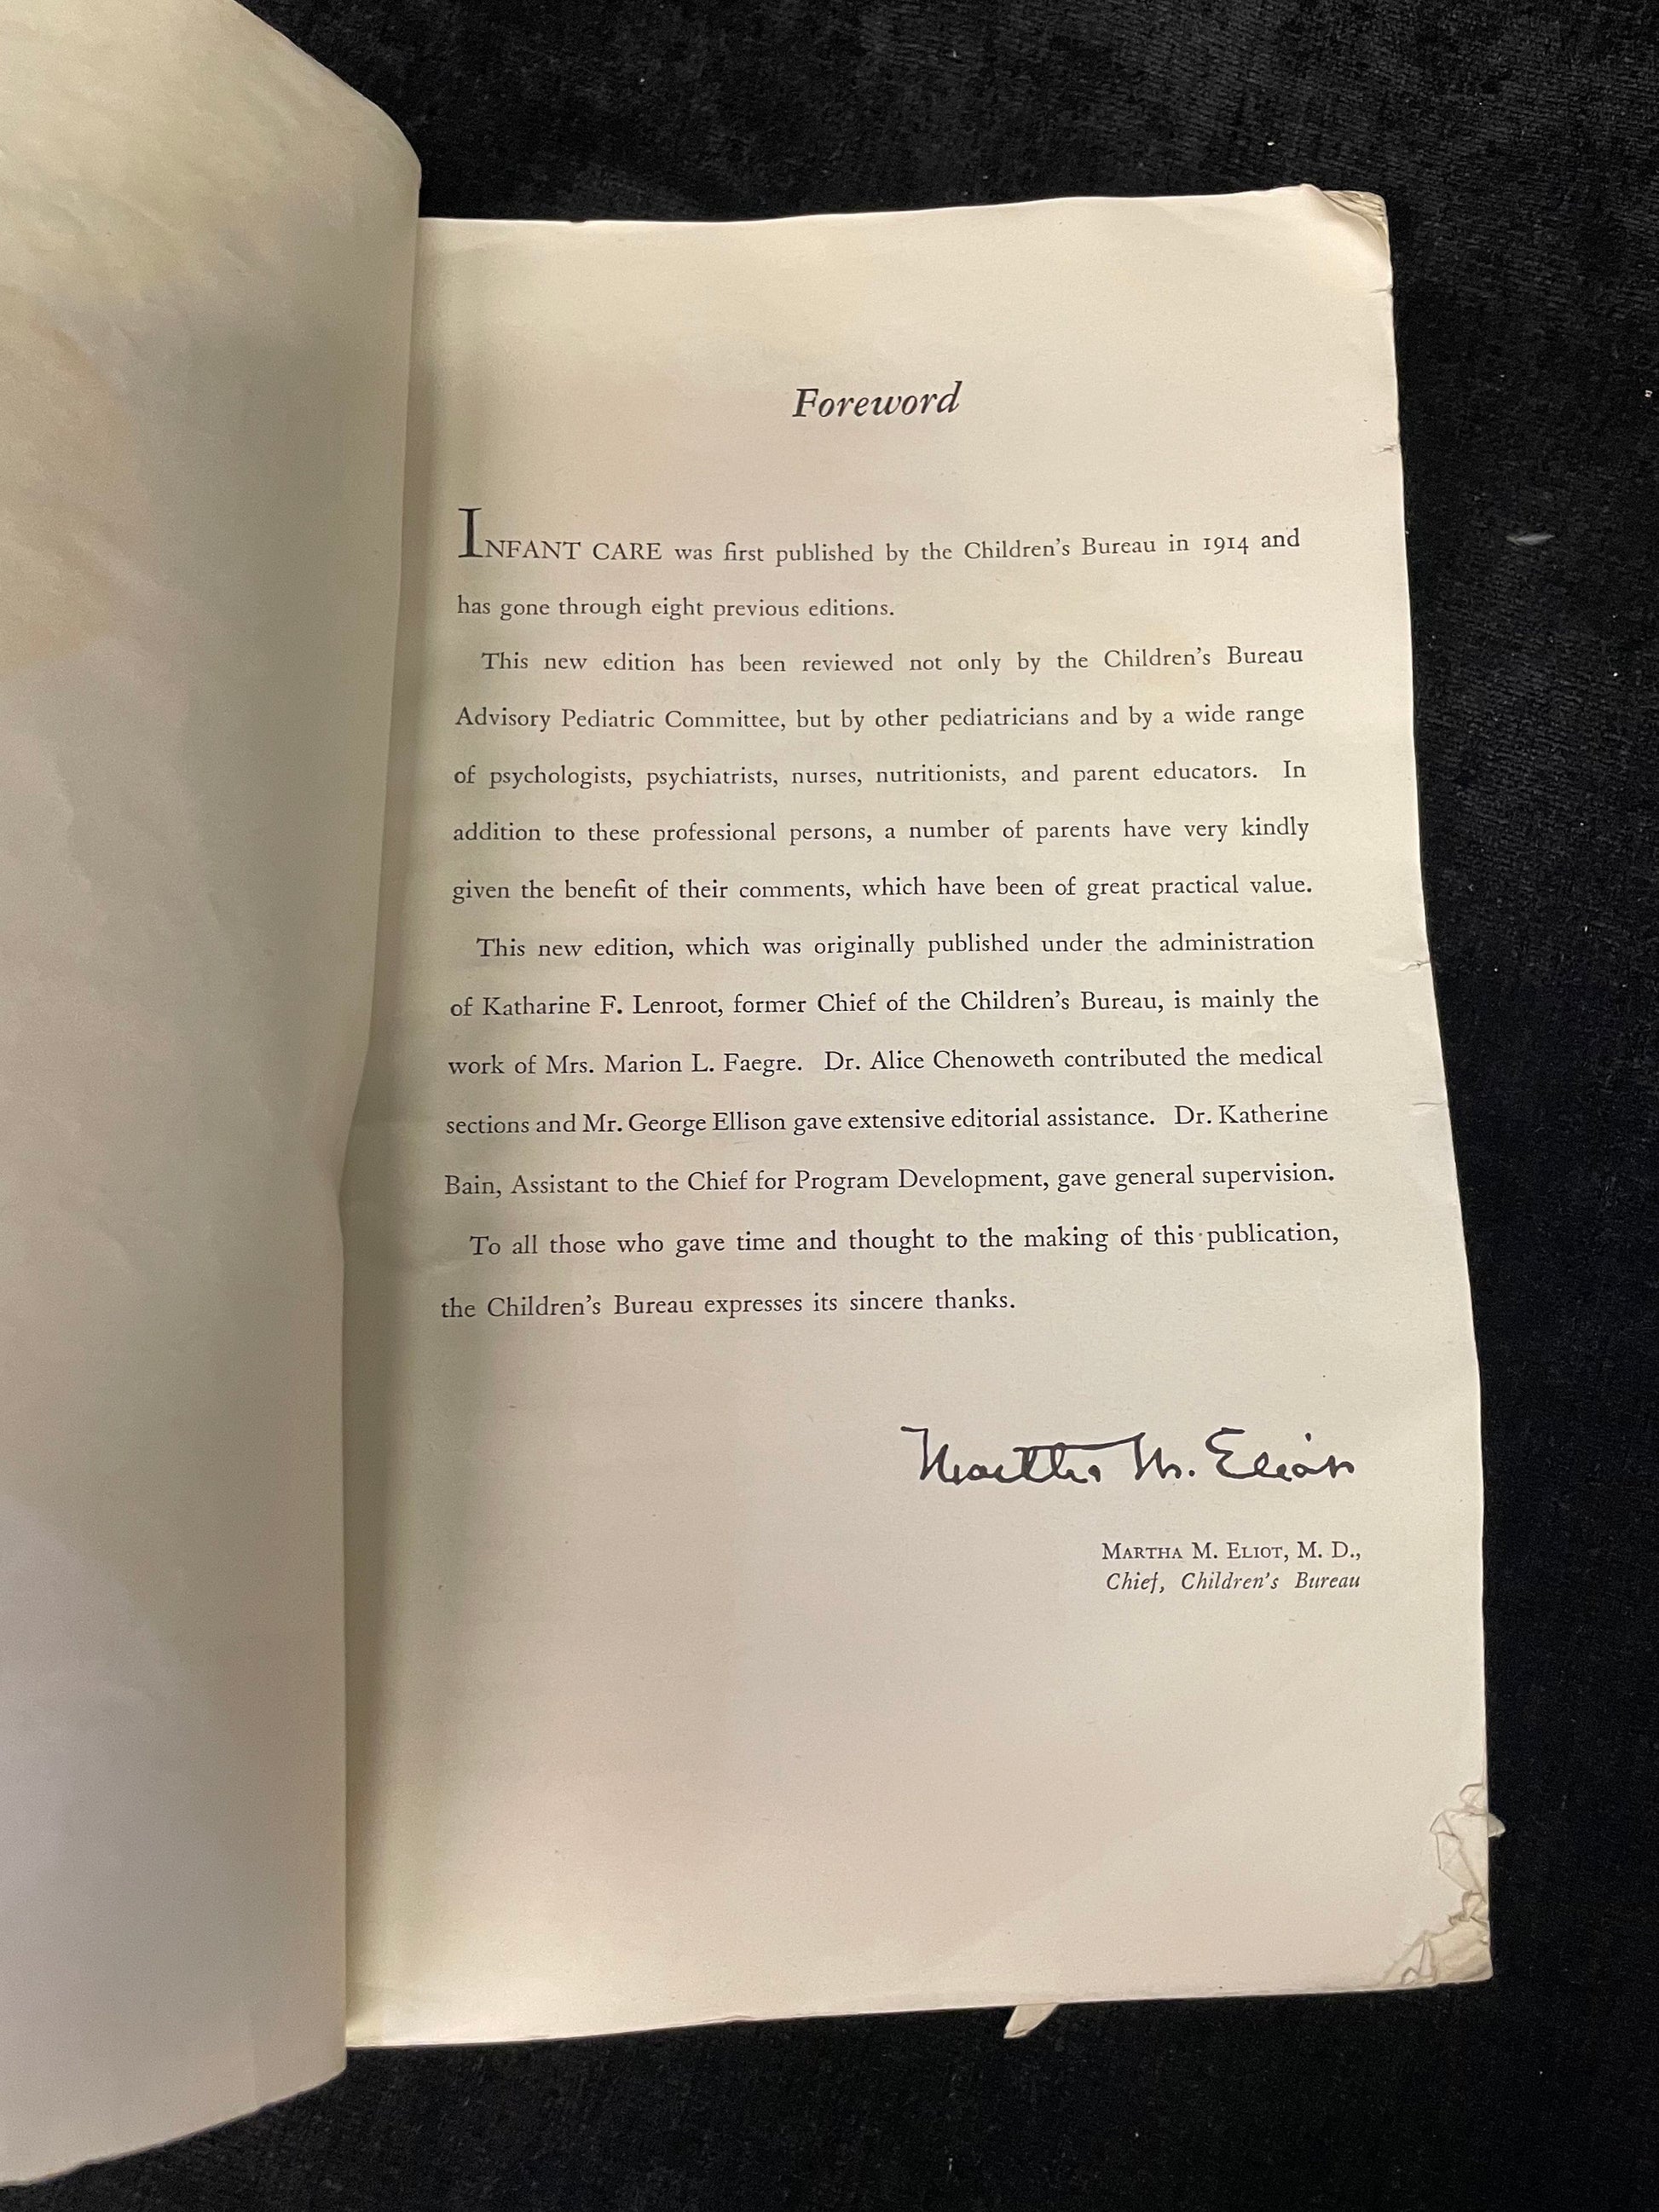 Foreword
INFANT CARE was first published by the Children's Bureau in 1914 and
has gone through eight previous editions.
This new edition has been reviewed not only by the Children's Bureau
Advisory Pediatric Committee, but by other pediatricians and by a wide range
of psychologists, psychiatrists, nurses, nutritionists, and parent educators. In
addition to these professional persons, a number of parents have very kindly
given the benefit of their comments, which have been of great practical value.
This new edition, which was originally published under the administration
of Katharine F. Lenroot, former Chief of the Children's Bureau, is mainly the
work of Mrs. Marion L. Faegre. Dr. Alice Chenoweth contributed the medical
sections and Mr. George Ellison gave extensive editorial assistance. Dr. Katherine
Bain, Assistant to the Chief for Program Development, gave general supervision.
To all those who gave time and thought to the making of this publication,
the Children's Bureau expresses its sincere thanks.
Martha M. Eliot
MARTHA M. ELIOT, M. D.,
Chief, Children's Bureau